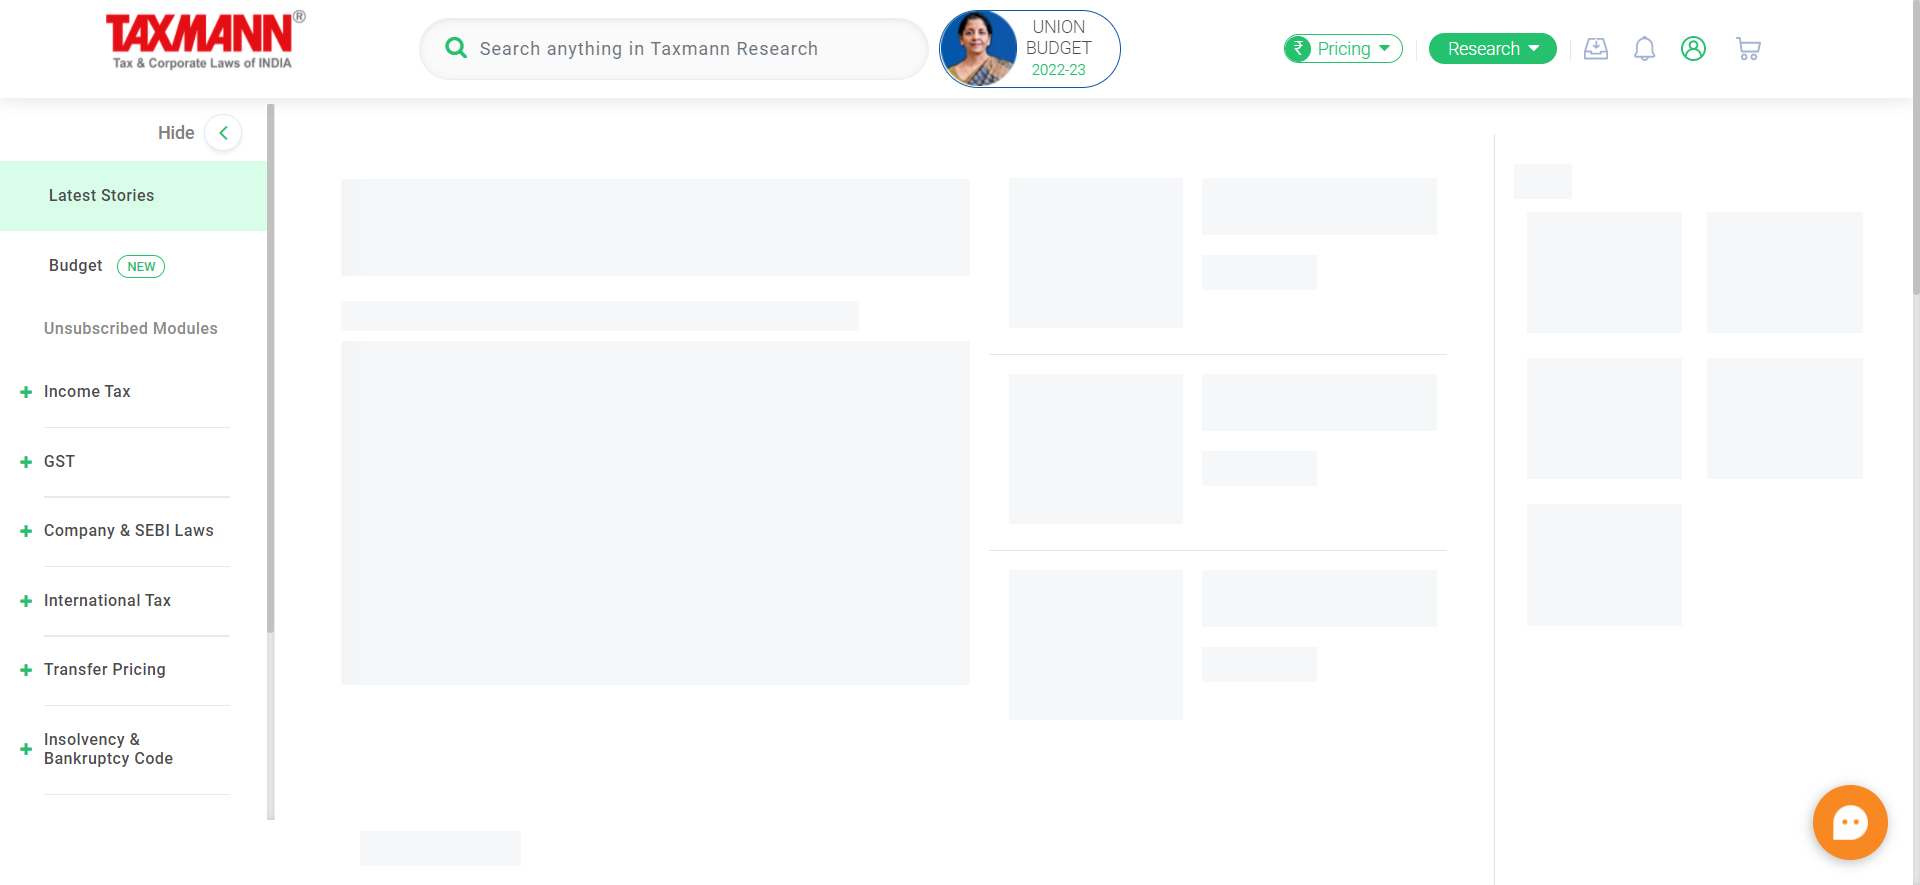 TAXMANN®
Tax & Corporate Laws of INDIA
Search anything in Taxmann Research
UNION
BUDGET
2022-23
₹ Pricing
Research
Hide
Latest Stories
Budget NEW
Unsubscribed Modules
Income Tax
GST
Company & SEBI Laws
International Tax
Transfer Pricing
Insolvency &
Bankruptcy Code